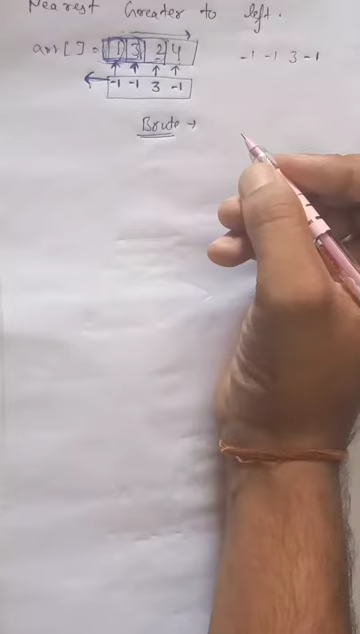 Nearest Greater to left.
arr[] = 1 3 2 4 -1 -1 3 -1
-1 -1 3 -1
Brute →